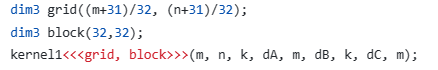 dim3 grid((m+31)/32, (n+31)/32);
dim3 block(32,32);
kernel1<<<grid, block>>>(m, n, k, dA, m, dB, k, dC, m);